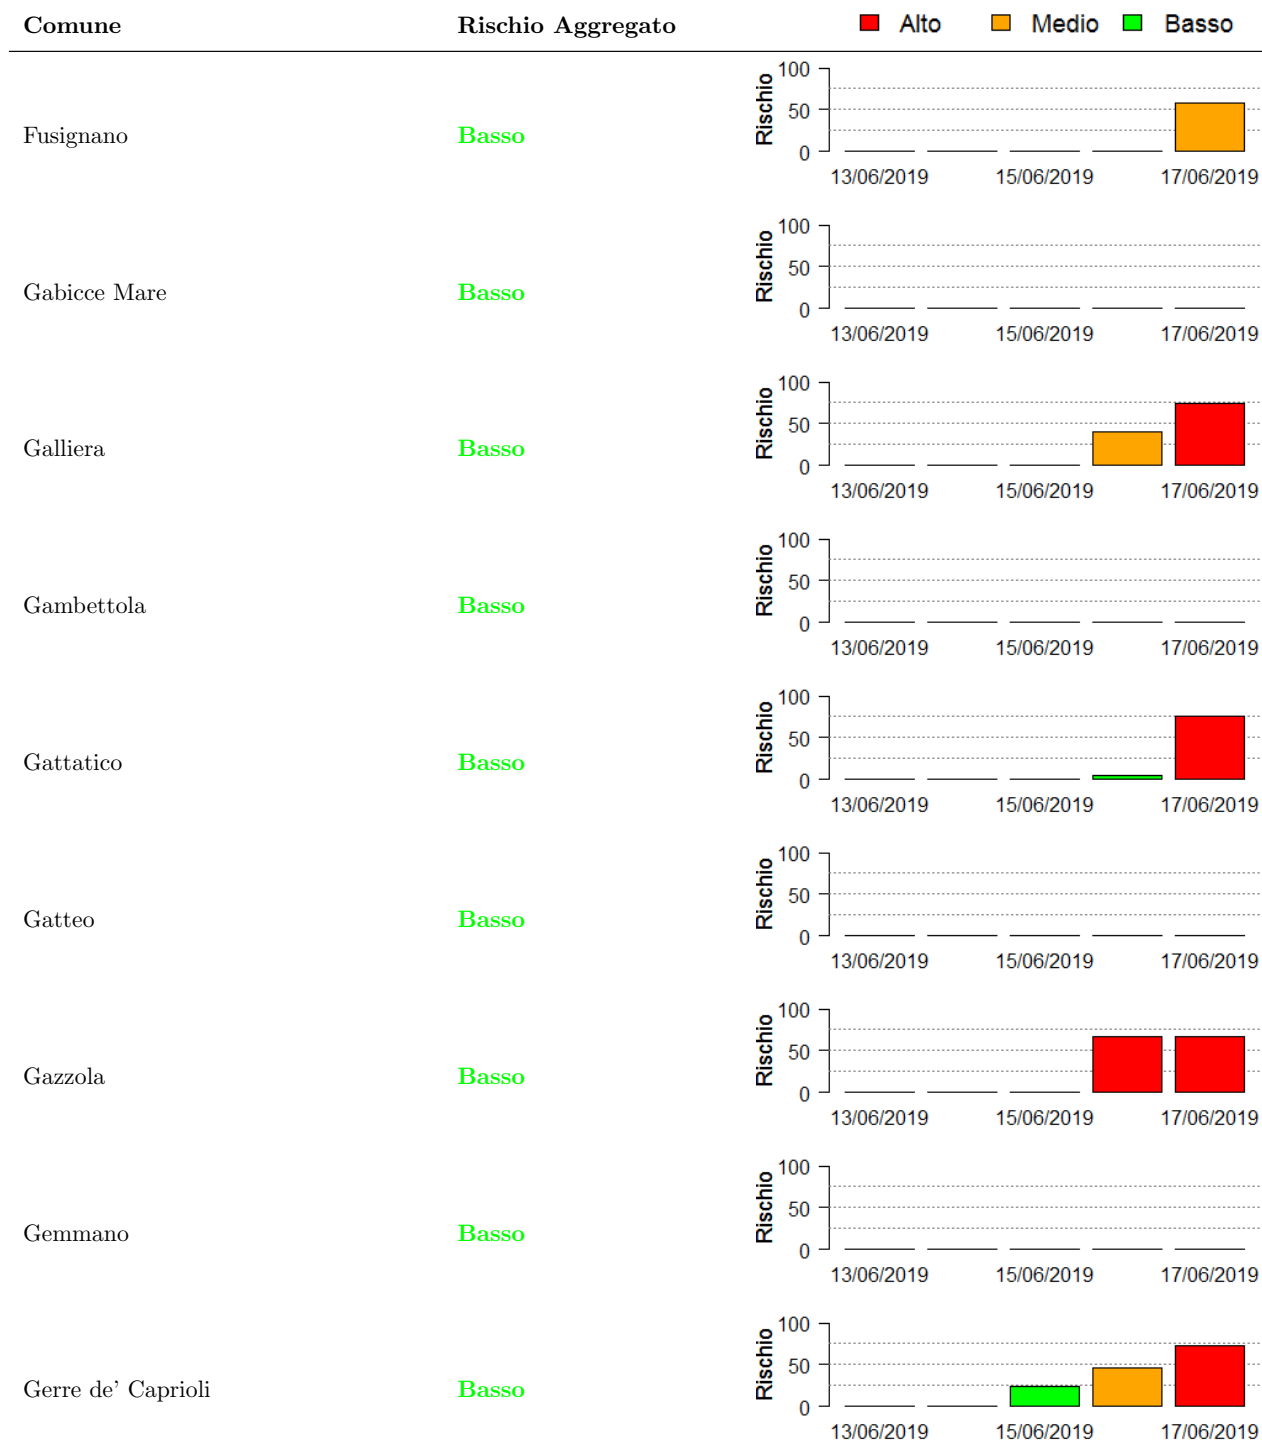 Comune Rischio Aggregato Alto Medio Basso
Fusignano Basso Rischio 100 50 0
13/06/2019 15/06/2019 17/06/2019
Gabicce Mare Basso Rischio 100 50 0
13/06/2019 15/06/2019 17/06/2019
Galliera Basso Rischio 100 50 0
13/06/2019 15/06/2019 17/06/2019
Gambettola Basso Rischio 100 50 0
13/06/2019 15/06/2019 17/06/2019
Gattatico Basso Rischio 100 50 0
13/06/2019 15/06/2019 17/06/2019
Gatteo Basso Rischio 100 50 0
13/06/2019 15/06/2019 17/06/2019
Gazzola Basso Rischio 100 50 0
13/06/2019 15/06/2019 17/06/2019
Gemmano Basso Rischio 100 50 0
13/06/2019 15/06/2019 17/06/2019
Gerre de' Caprioli Basso Rischio 100 50 0
13/06/2019 15/06/2019 17/06/2019